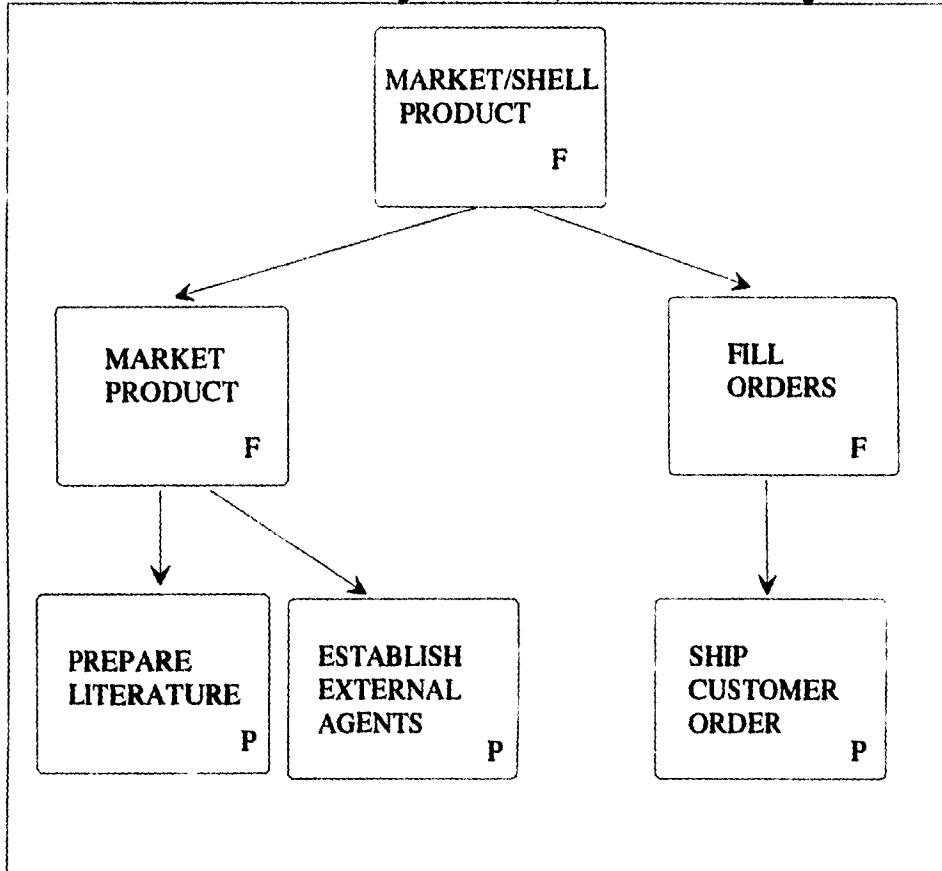 MARKET/SHELL
PRODUCT
F
MARKET
PRODUCT
F
FILL
ORDERS
F
PREPARE
LITERATURE
P
ESTABLISH
EXTERNAL
AGENTS
P
SHIP
CUSTOMER
ORDER
P